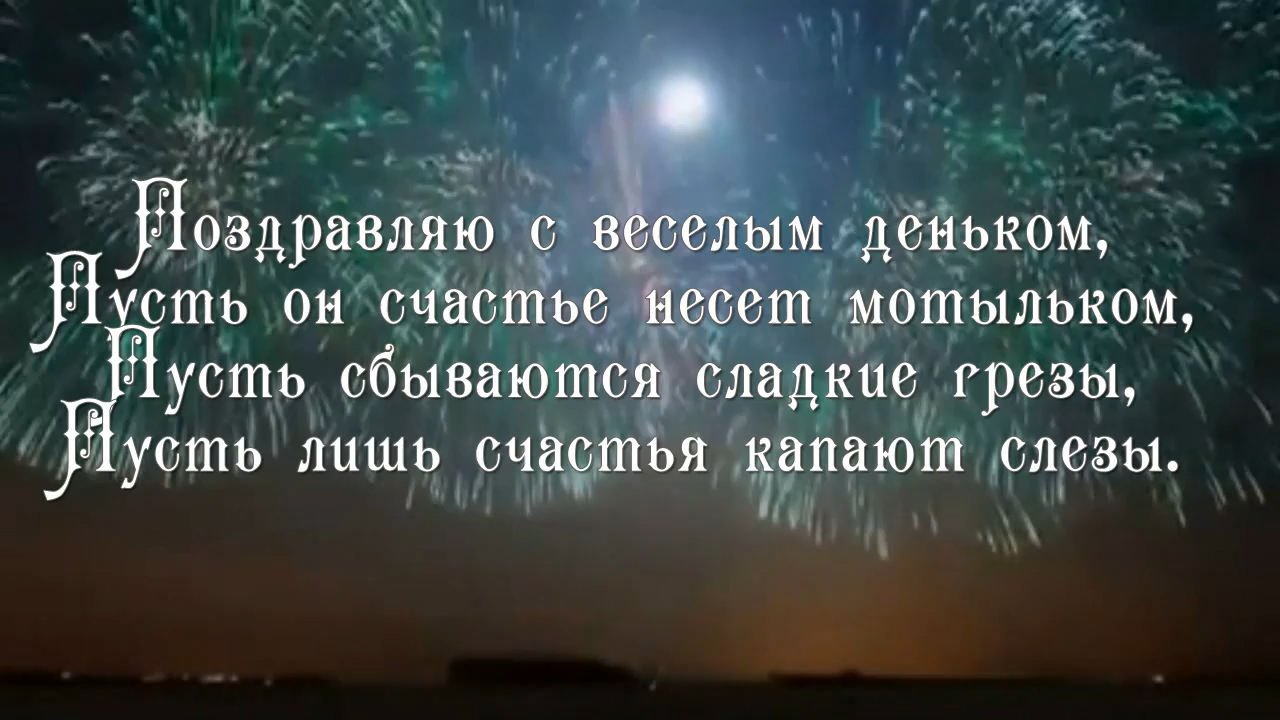 Поздравляю с веселым деньком,
Пусть он счастье несет мотыльком,
Пусть сбываются сладкие грезы,
Пусть лишь счастья капают слезы.